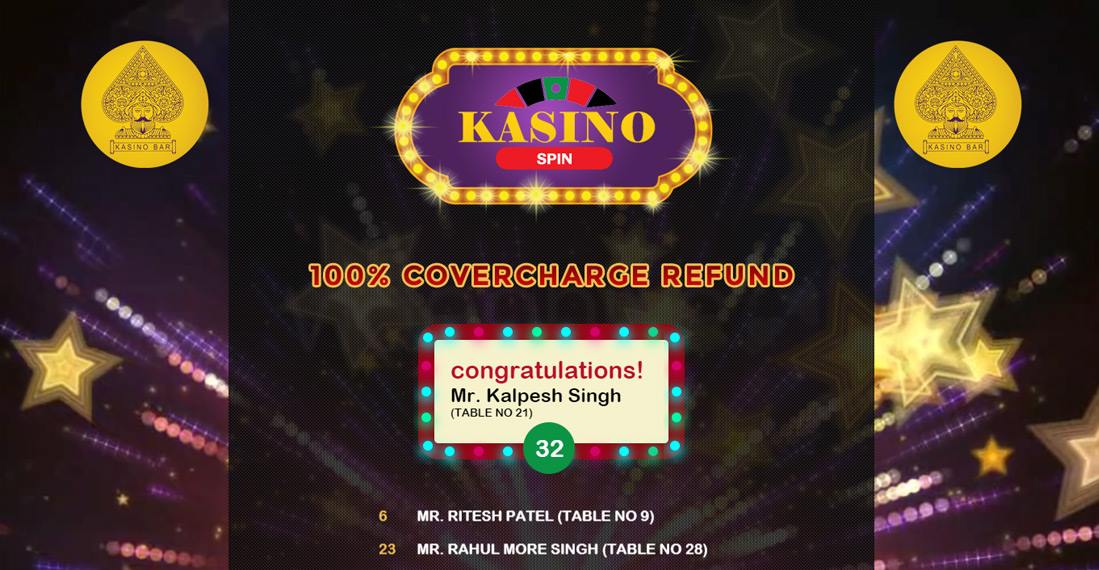 KASINO BAR
KASINO
SPIN
KASINO BAR
100% COVERCHARGE REFUND
congratulations!
Mr. Kalpesh Singh
(TABLE NO 21)
32
6 MR. RITESH PATEL (TABLE NO 9)
23 MR. RAHUL MORE SINGH (TABLE NO 28)